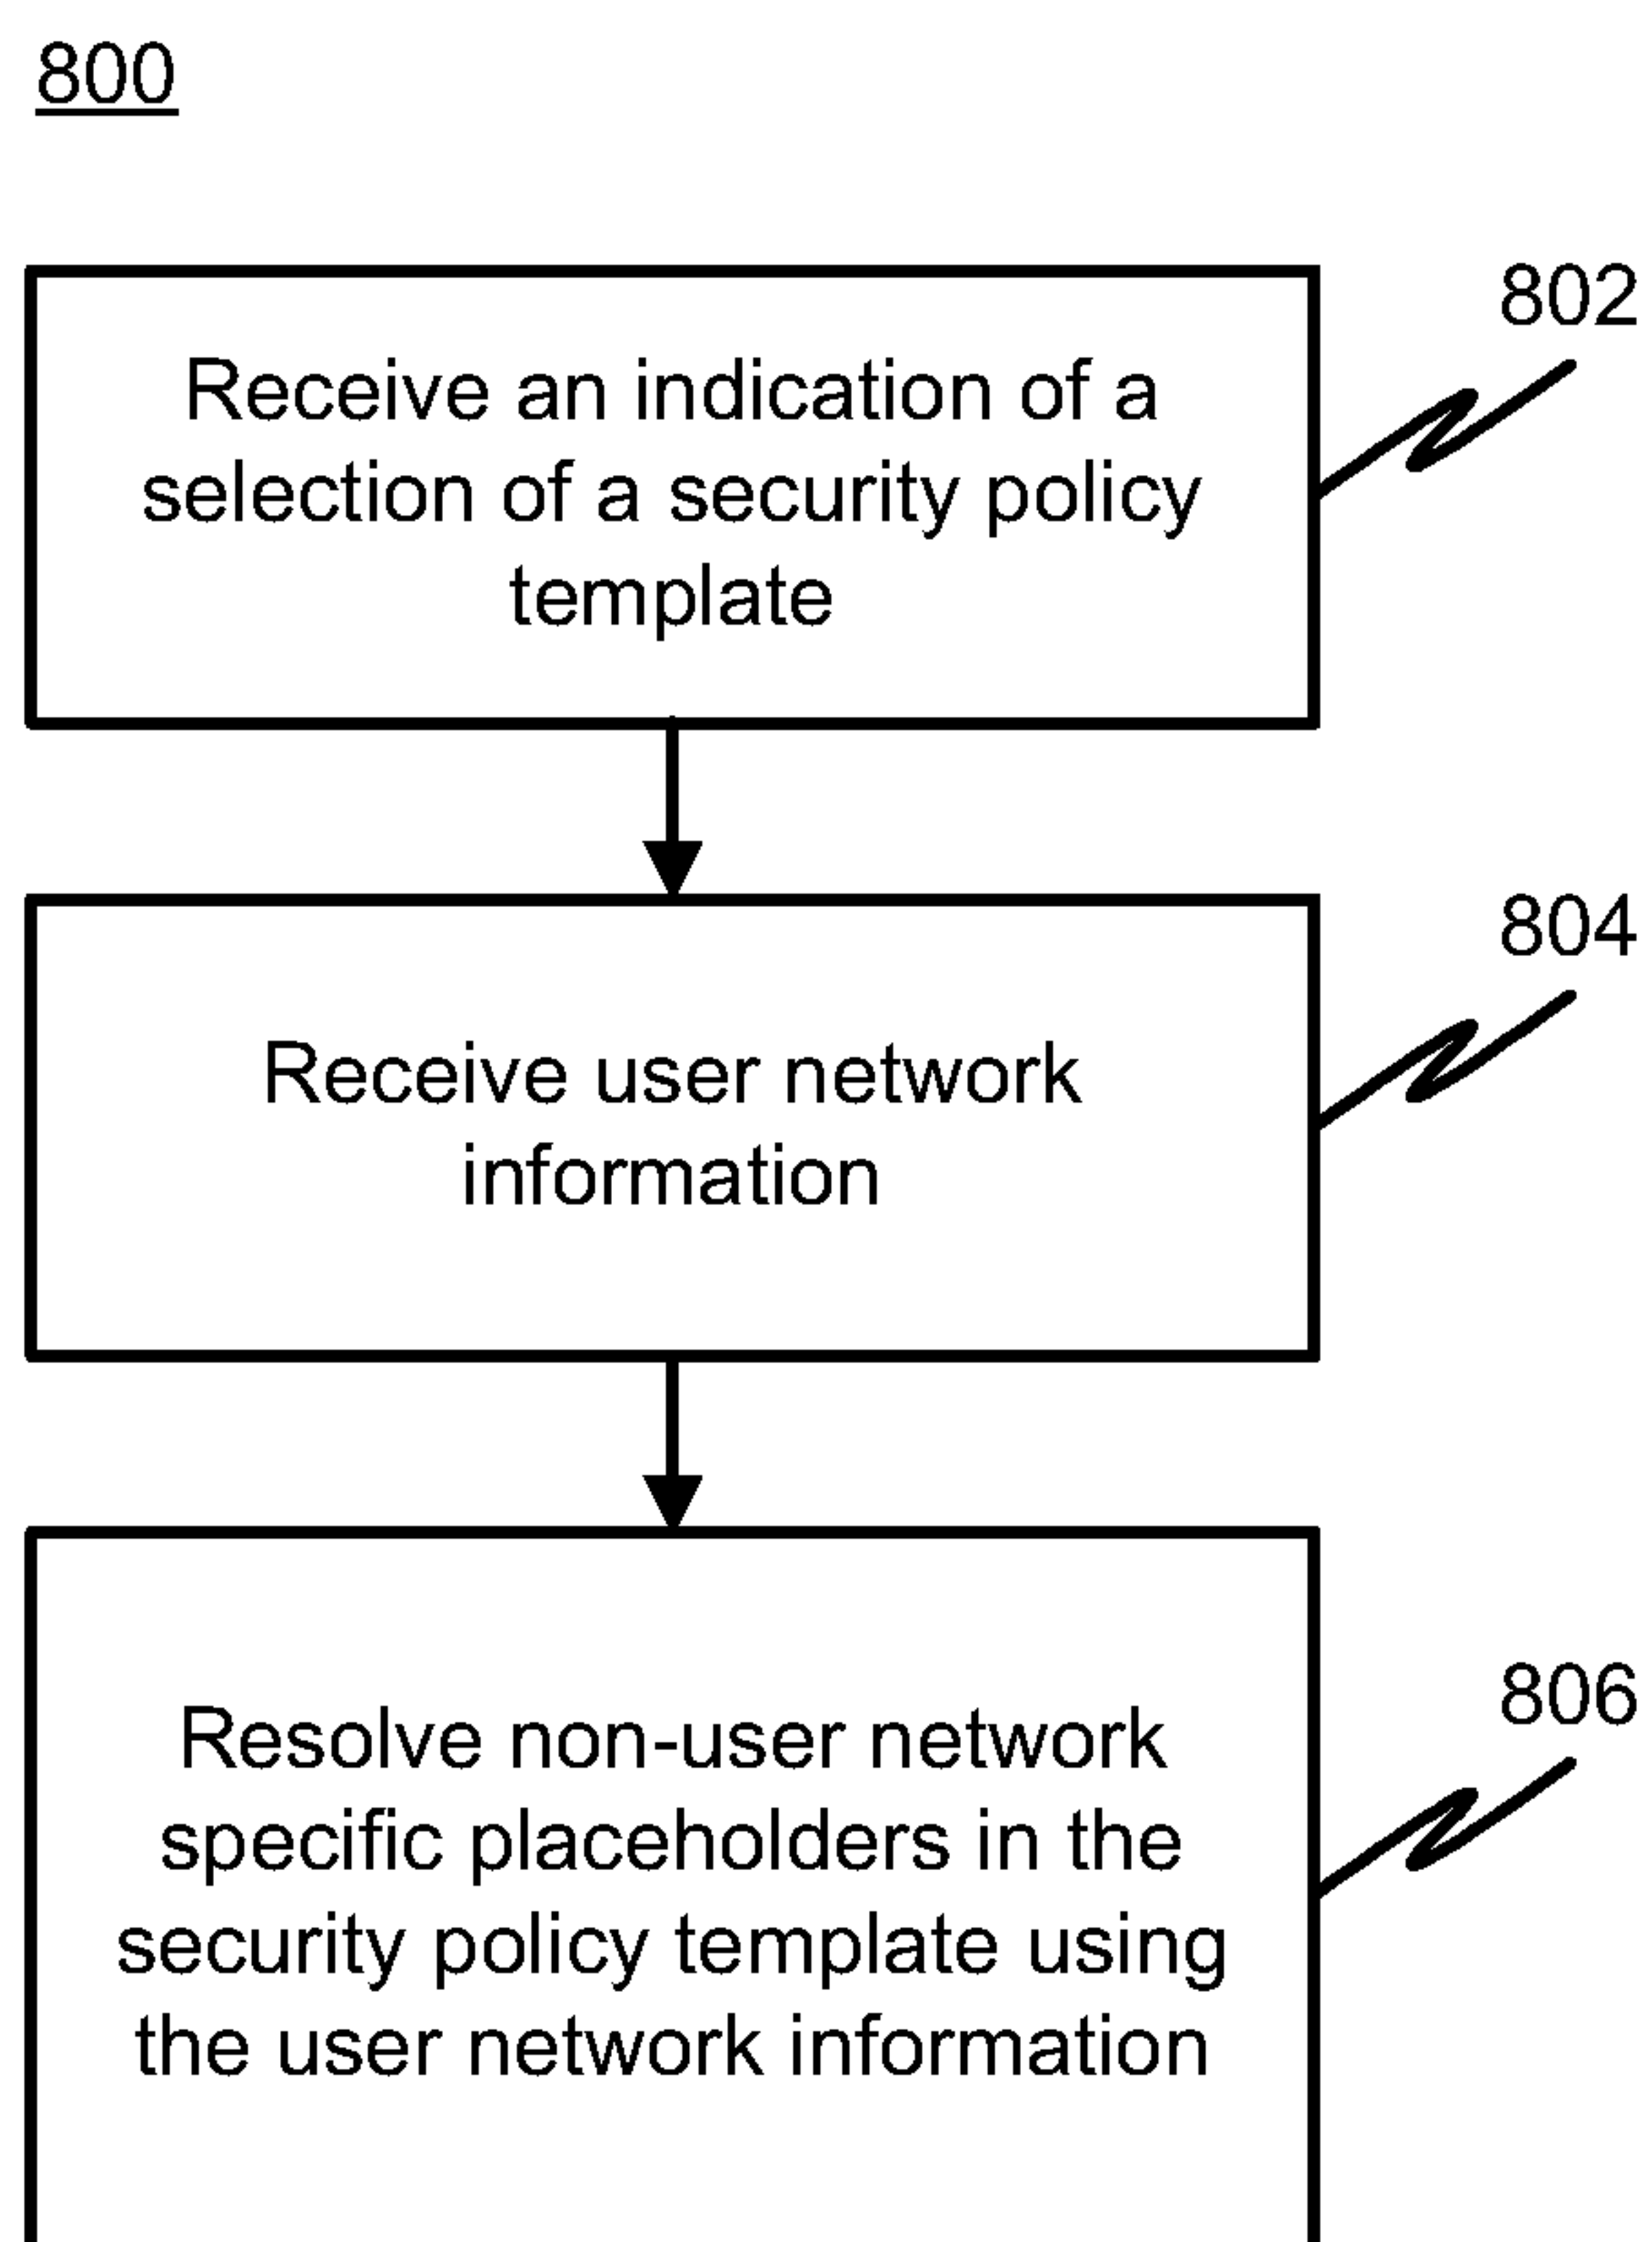 800
802
Receive an indication of a
selection of a security policy
template
804
Receive user network
information
806
Resolve non-user network
specific placeholders in the
security policy template using
the user network information